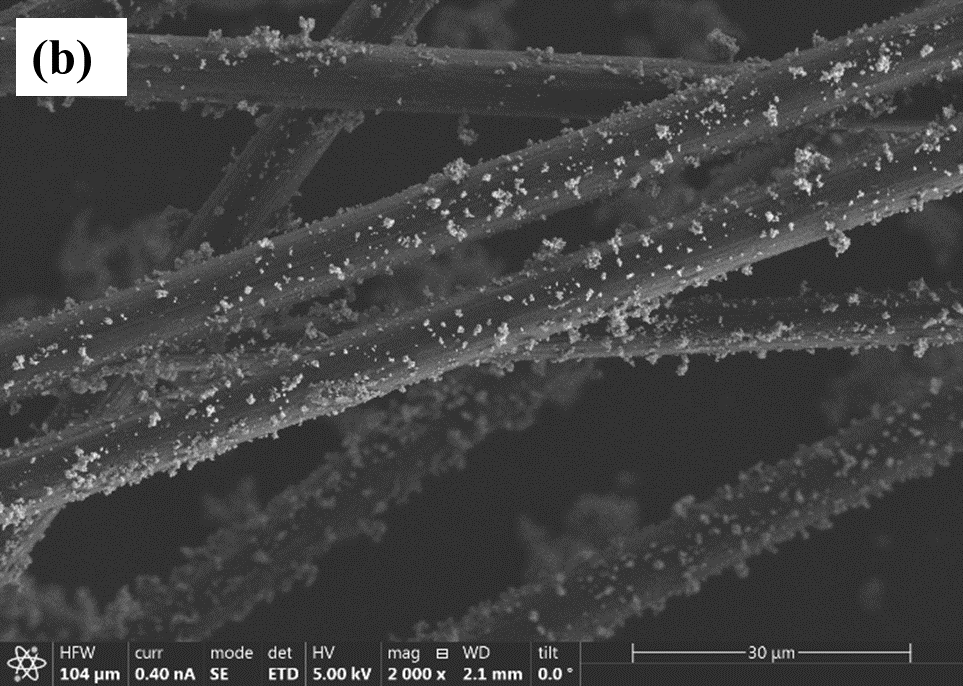 (b)
HFW curr mode det HV mag ⊟ WD tilt
104 µm 0.40 nA SE ETD 5.00 kV 2 000 x 2.1 mm 0.0 °
30 µm